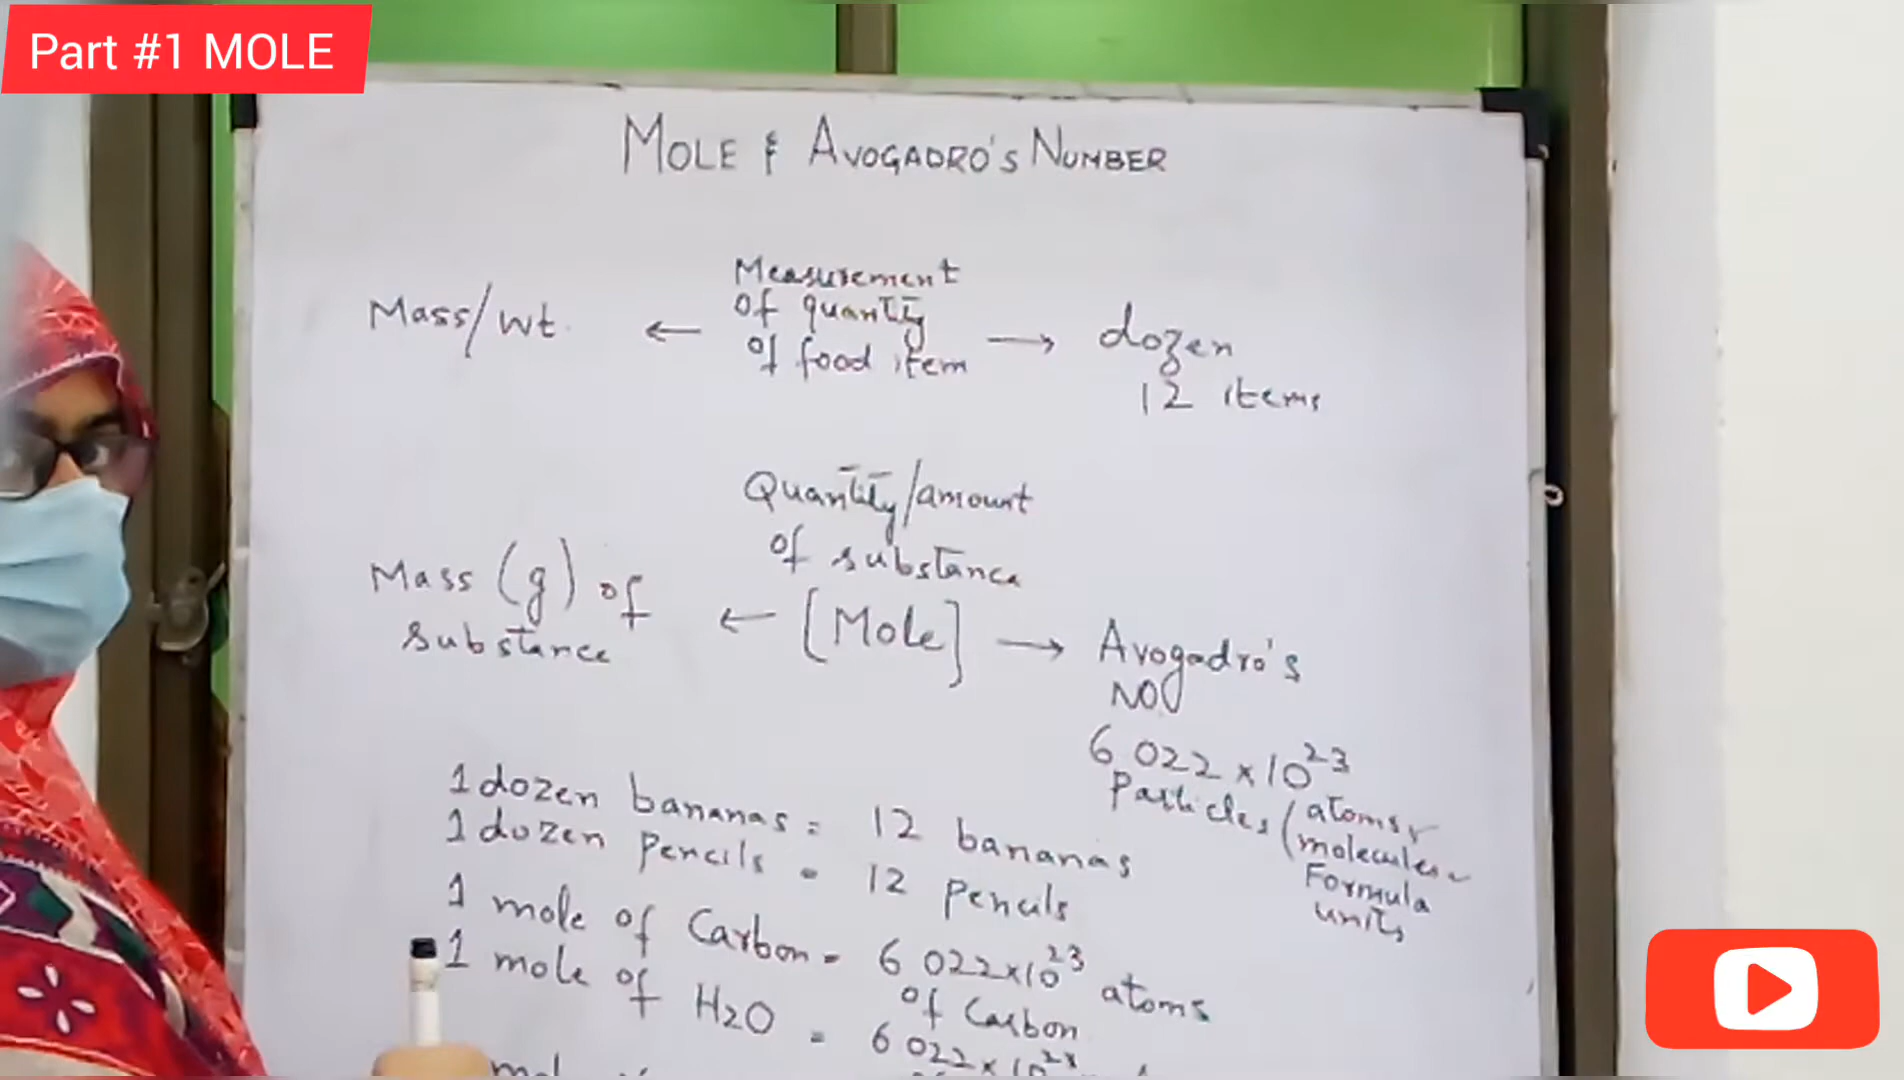 Part #1 MOLE
MOLE & AVOGADRO'S NUMBER
Measurement
of quantity
of food item
Mass/wt. ← → dozen
12 items
Quantity/amount
of substance
Mass (g) of
substance
← [Mole] → Avogadro's
NO
6 022 × 10²³
Particles (atoms
molecules
Formula
units
1 dozen bananas = 12 bananas
1 dozen pencils = 12 pencils
1 mole of Carbon = 6 022×10²³ atoms
of Carbon
1 mole of H2O = 6 022×10